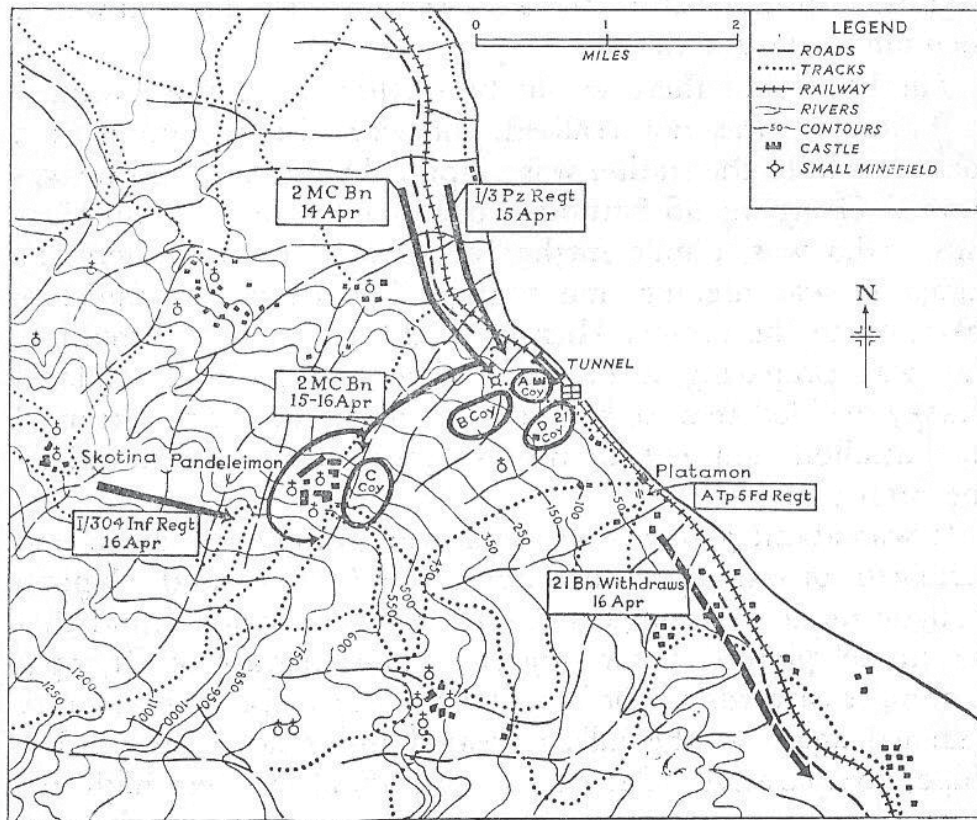 0 1 2
MILES
LEGEND
ROADS
TRACKS
RAILWAY
RIVERS
50 CONTOURS
CASTLE
SMALL MINEFIELD
2 MC Bn
14 Apr
I/3 Pz Regt
15 Apr
N
TUNNEL
2 MC Bn
15-16 Apr
A
Coy
B Coy
D 21
Coy
Skotina
Pandeleimon
C
Coy
Platamon
A Tp 5 Fd Regt
I/304 Inf Regt
16 Apr
21 Bn Withdraws
16 Apr
50
100
150
250
350
450
500
550
600
700
850
950
1000
1100
1200
1250